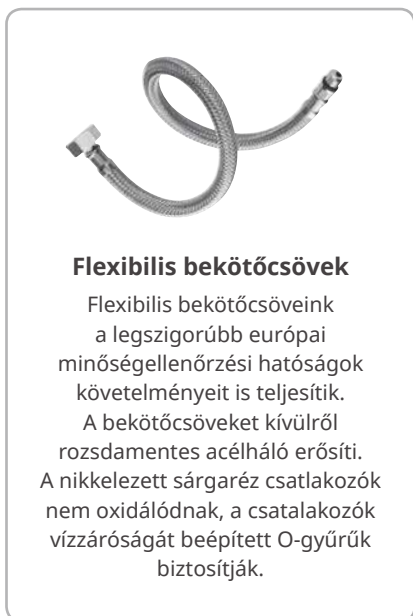 Flexibilis bekötőcsövek
Flexibilis bekötőcsöveink
a legszigorúbb európai
minőségellenőrzési hatóságok
követelményeit is teljesítik.
A bekötőcsöveket kívülről
rozsdamentes acélháló erősíti.
A nikkelezett sárgaréz csatlakozók
nem oxidálódnak, a csatalakozók
vízzáróságát beépített O-gyűrűk
biztosítják.